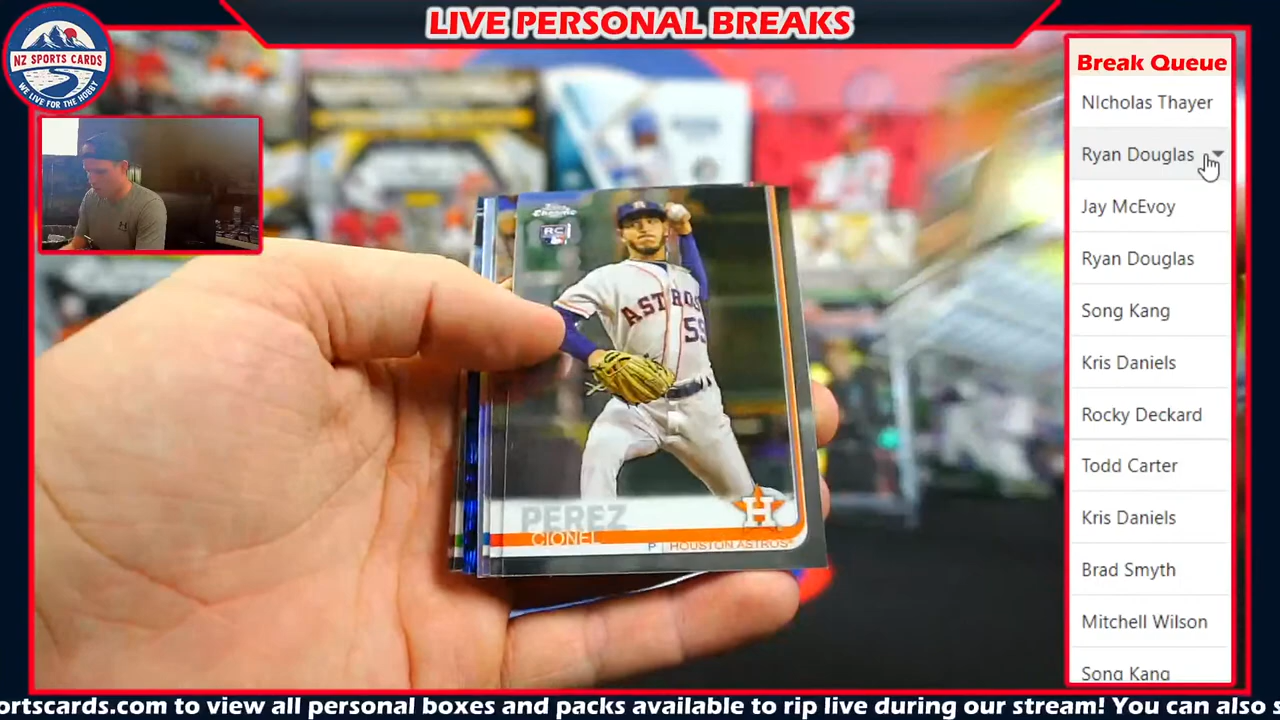 LIVE PERSONAL BREAKS
NZ SPORTS CARDS
WE LIVE FOR THE HOBBY
Break Queue
NIcholas Thayer
Ryan Douglas
Jay McEvoy
Ryan Douglas
Song Kang
Kris Daniels
Rocky Deckard
Todd Carter
Kris Daniels
Brad Smyth
Mitchell Wilson
Song Kang
Chrome
RC
ASTROS
59
H
PEREZ
CIONEL
P | HOUSTON ASTROS
ortscards.com to view all personal boxes and packs available to rip live during our stream! You can also s